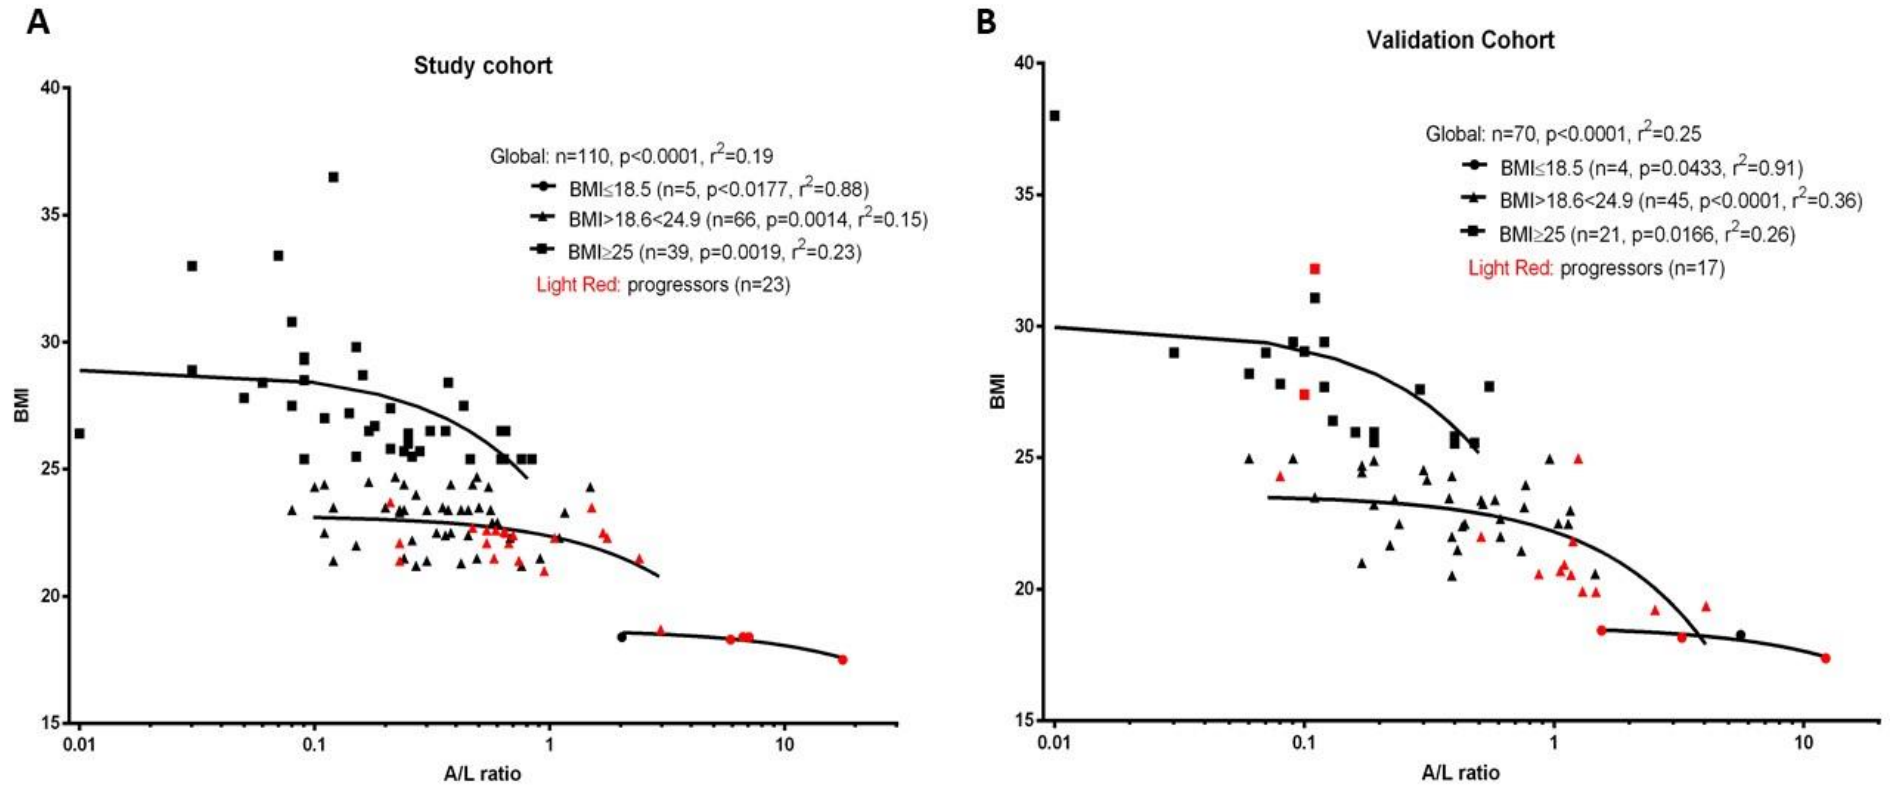 A
Study cohort
40
35
30
25
20
15
BMI
0.01
0.1
1
10
A/L ratio
Global: n=110, p<0.0001, r²=0.19
BMI≤18.5 (n=5, p<0.0177, r²=0.88)
BMI>18.6<24.9 (n=66, p=0.0014, r²=0.15)
BMI≥25 (n=39, p=0.0019, r²=0.23)
Light Red: progressors (n=23)
B
Validation Cohort
40
35
30
25
20
15
BMI
0.01
0.1
1
10
A/L ratio
Global: n=70, p<0.0001, r²=0.25
BMI≤18.5 (n=4, p=0.0433, r²=0.91)
BMI>18.6<24.9 (n=45, p<0.0001, r²=0.36)
BMI≥25 (n=21, p=0.0166, r²=0.26)
Light Red: progressors (n=17)